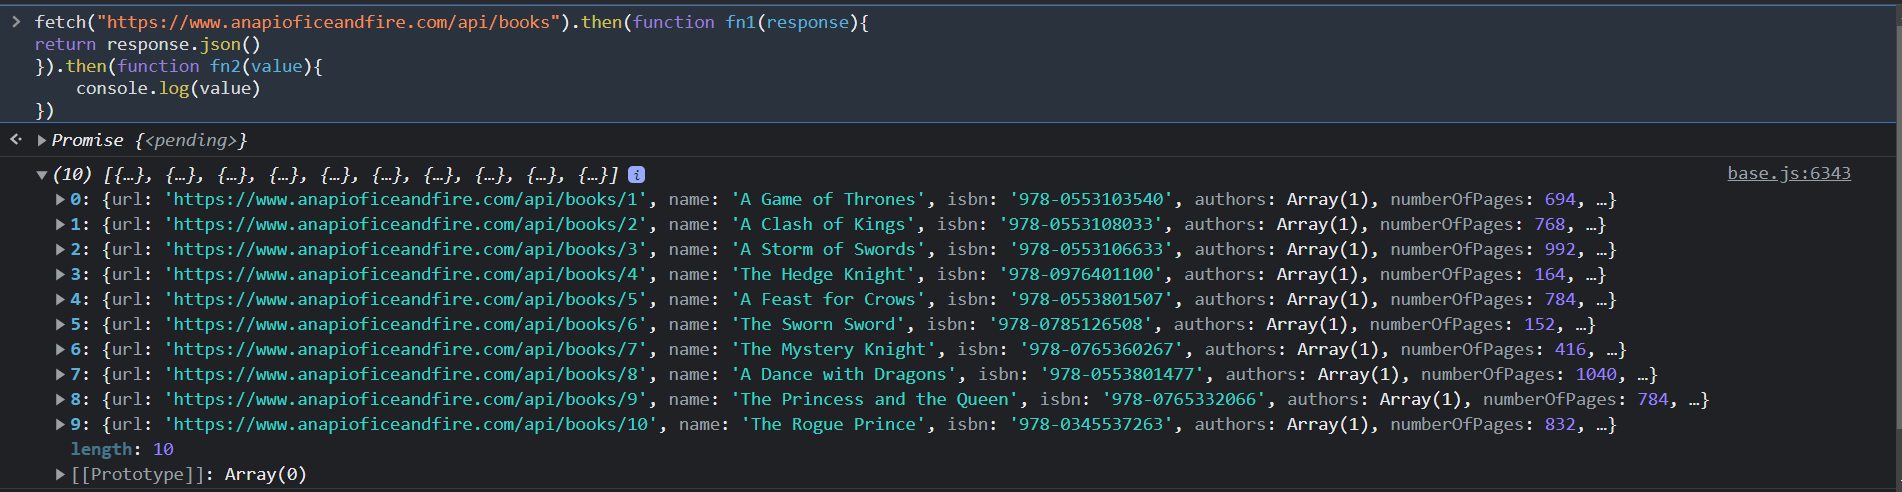 fetch("https://www.anapioficeandfire.com/api/books").then(function fn1(response){
return response.json()
}).then(function fn2(value){
    console.log(value)
})
Promise {<pending>}
(10) [{…}, {…}, {…}, {…}, {…}, {…}, {…}, {…}, {…}, {…}] i base.js:6343
0: {url: 'https://www.anapioficeandfire.com/api/books/1', name: 'A Game of Thrones', isbn: '978-0553103540', authors: Array(1), numberOfPages: 694, …}
1: {url: 'https://www.anapioficeandfire.com/api/books/2', name: 'A Clash of Kings', isbn: '978-0553108033', authors: Array(1), numberOfPages: 768, …}
2: {url: 'https://www.anapioficeandfire.com/api/books/3', name: 'A Storm of Swords', isbn: '978-0553106633', authors: Array(1), numberOfPages: 992, …}
3: {url: 'https://www.anapioficeandfire.com/api/books/4', name: 'The Hedge Knight', isbn: '978-0976401100', authors: Array(1), numberOfPages: 164, …}
4: {url: 'https://www.anapioficeandfire.com/api/books/5', name: 'A Feast for Crows', isbn: '978-0553801507', authors: Array(1), numberOfPages: 784, …}
5: {url: 'https://www.anapioficeandfire.com/api/books/6', name: 'The Sworn Sword', isbn: '978-0785126508', authors: Array(1), numberOfPages: 152, …}
6: {url: 'https://www.anapioficeandfire.com/api/books/7', name: 'The Mystery Knight', isbn: '978-0765360267', authors: Array(1), numberOfPages: 416, …}
7: {url: 'https://www.anapioficeandfire.com/api/books/8', name: 'A Dance with Dragons', isbn: '978-0553801477', authors: Array(1), numberOfPages: 1040, …}
8: {url: 'https://www.anapioficeandfire.com/api/books/9', name: 'The Princess and the Queen', isbn: '978-0765332066', authors: Array(1), numberOfPages: 784, …}
9: {url: 'https://www.anapioficeandfire.com/api/books/10', name: 'The Rogue Prince', isbn: '978-0345537263', authors: Array(1), numberOfPages: 832, …}
length: 10
[[Prototype]]: Array(0)